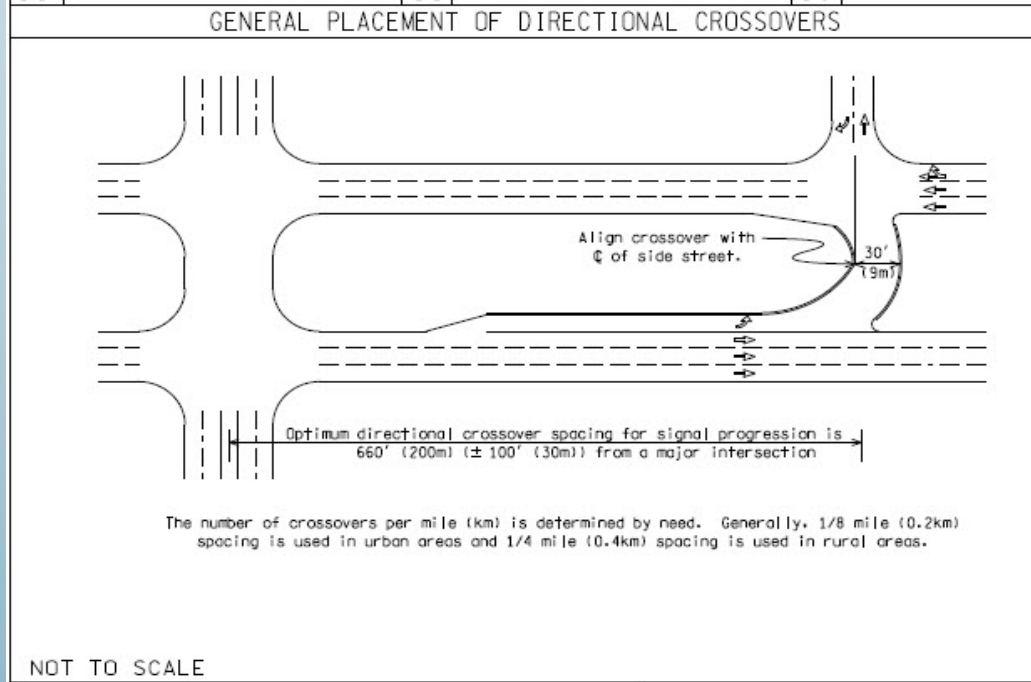 GENERAL PLACEMENT OF DIRECTIONAL CROSSOVERS
Align crossover with
℄ of side street.
30'
(9m)
Optimum directional crossover spacing for signal progression is
660' (200m) (± 100' (30m)) from a major intersection
The number of crossovers per mile (km) is determined by need. Generally, 1/8 mile (0.2km)
spacing is used in urban areas and 1/4 mile (0.4km) spacing is used in rural areas.
NOT TO SCALE